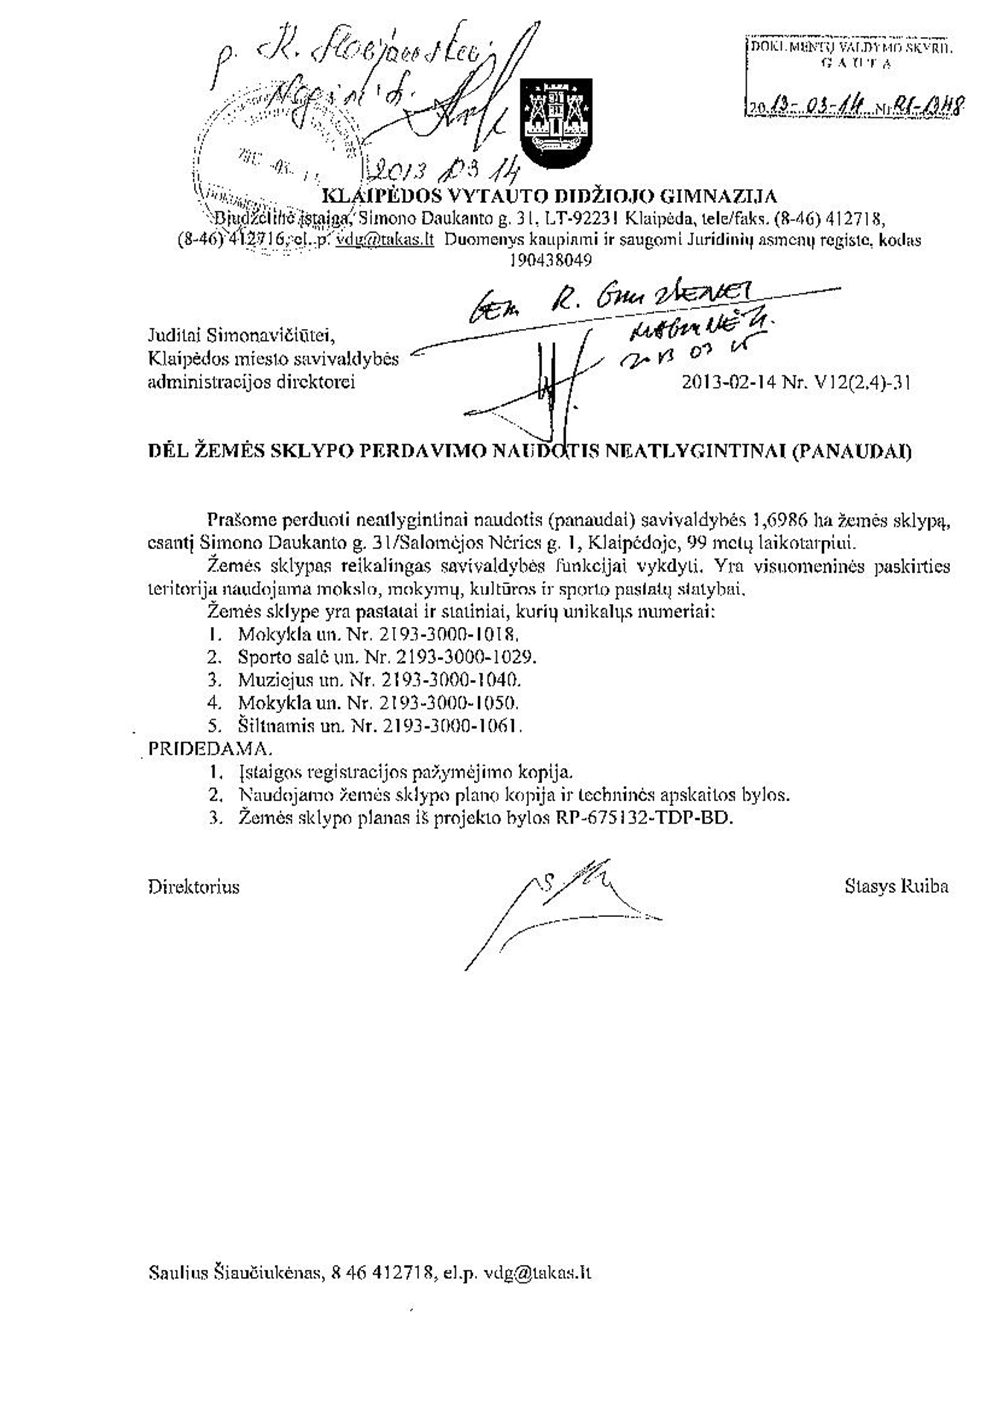 DOKUMENTŲ VALDYMO SKYRIU
GAUTA
2013-03-14 Nr. R1-1348
2013 03 14
KLAIPĖDOS VYTAUTO DIDŽIOJO GIMNAZIJA
Biudžetinė įstaiga, Simono Daukanto g. 31, LT-92231 Klaipėda, tele/faks. (8-46) 412718,
(8-46) 412716, el. p. vdg@takas.lt Duomenys kaupiami ir saugomi Juridinių asmenų registe, kodas
190438049
R.
2013 03 15
Juditai Simonavičiūtei,
Klaipėdos miesto savivaldybės
administracijos direktorei
2013-02-14 Nr. V12(2.4)-31
DĖL ŽEMĖS SKLYPO PERDAVIMO NAUDOTIS NEATLYGINTINAI (PANAUDAI)
Prašome perduoti neatlygintinai naudotis (panaudai) savivaldybės 1,6986 ha žemės sklypą,
esantį Simono Daukanto g. 31/Salomėjos Nėries g. 1, Klaipėdoje, 99 metų laikotarpiui.
Žemės sklypas reikalingas savivaldybės funkcijai vykdyti. Yra visuomeninės paskirties
teritorija naudojama mokslo, mokymų, kultūros ir sporto pastatų statybai.
Žemės sklype yra pastatai ir statiniai, kurių unikalųs numeriai:
1. Mokykla un. Nr. 2193-3000-1018.
2. Sporto salė un. Nr. 2193-3000-1029.
3. Muziejus un. Nr. 2193-3000-1040.
4. Mokykla un. Nr. 2193-3000-1050.
5. Šiltnamis un. Nr. 2193-3000-1061.
PRIDEDAMA.
1. Įstaigos registracijos pažymėjimo kopija.
2. Naudojamo žemės sklypo plano kopija ir techninės apskaitos bylos.
3. Žemės sklypo planas iš projekto bylos RP-675132-TDP-BD.
Direktorius
Stasys Ruiba
Saulius Šiaučiukėnas, 8 46 412718, el.p. vdg@takas.lt